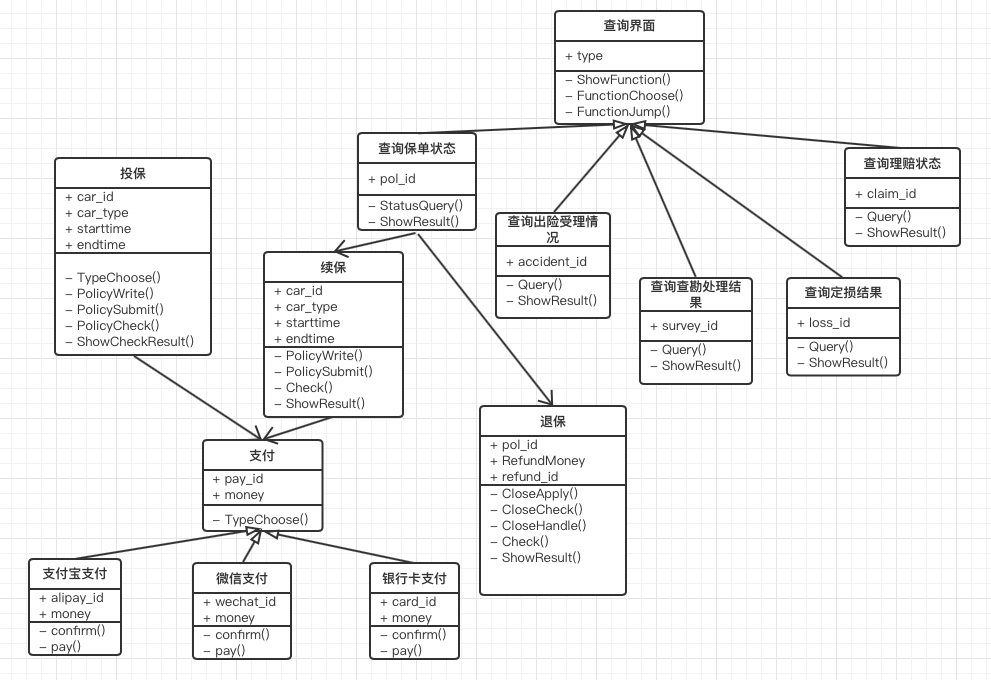 查询界面
+ type
– ShowFunction()
– FunctionChoose()
– FunctionJump()
查询保单状态
+ pol_id
– StatusQuery()
– ShowResult()
查询理赔状态
+ claim_id
– Query()
– ShowResult()
投保
+ car_id
+ car_type
+ starttime
+ endtime
– TypeChoose()
– PolicyWrite()
– PolicySubmit()
– PolicyCheck()
– ShowCheckResult()
查询出险受理情
况
+ accident_id
– Query()
– ShowResult()
续保
+ car_id
+ car_type
+ starttime
+ endtime
– PolicyWrite()
– PolicySubmit()
– Check()
– ShowResult()
查询查勘处理结
果
+ survey_id
– Query()
– ShowResult()
查询定损结果
+ loss_id
– Query()
– ShowResult()
退保
+ pol_id
+ RefundMoney
+ refund_id
– CloseApply()
– CloseCheck()
– CloseHandle()
– Check()
– ShowResult()
支付
+ pay_id
+ money
– TypeChoose()
支付宝支付
+ alipay_id
+ money
– confirm()
– pay()
微信支付
+ wechat_id
+ money
– confirm()
– pay()
银行卡支付
+ card_id
+ money
– confirm()
– pay()